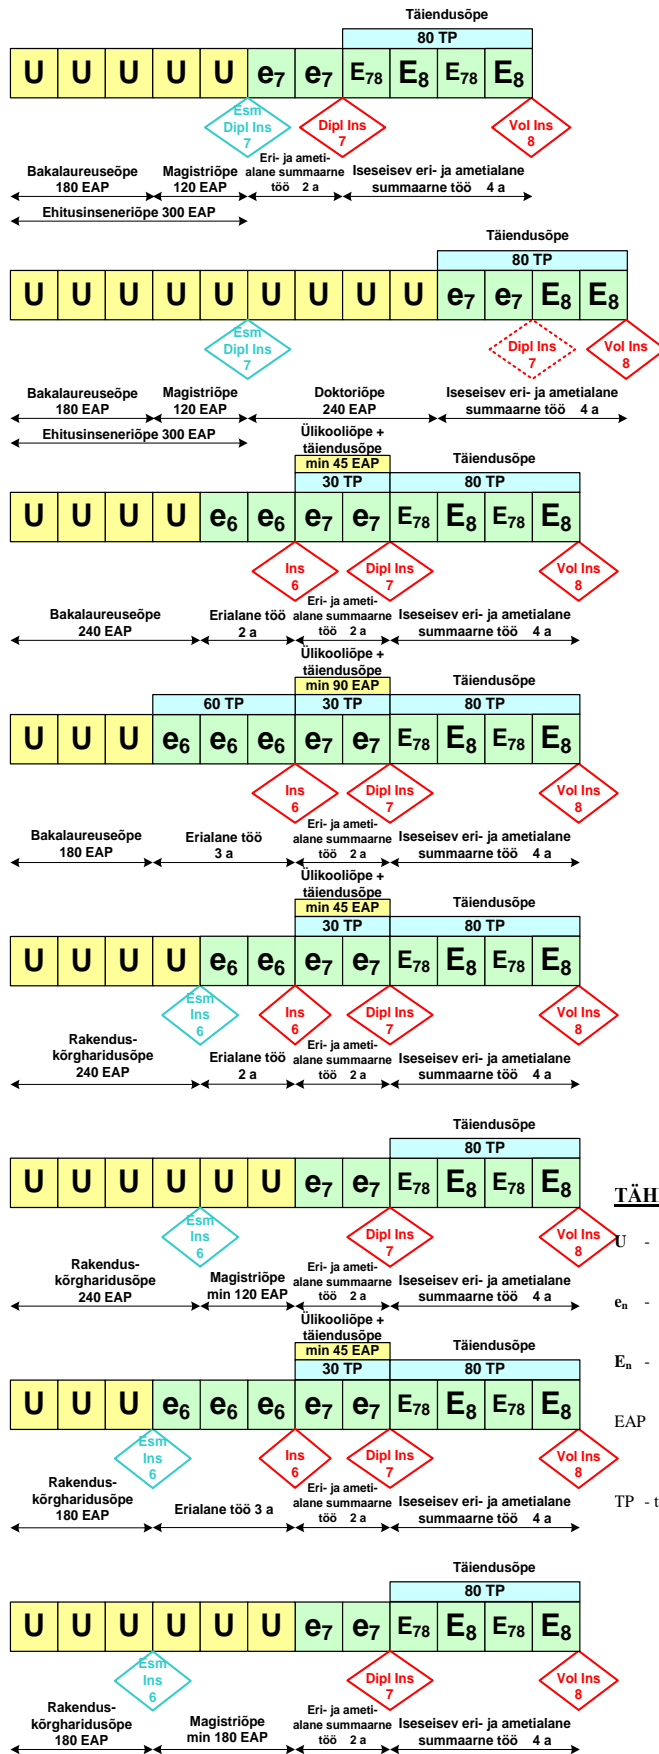 Täiendusõpe
80 TP
U U U U U e7 e7 E78 E8 E78 E8
Esm Dipl Ins 7
Dipl Ins 7
Vol Ins 8
Bakalaureuseõpe 180 EAP
Magistriõpe 120 EAP
Eri- ja ameti-alane summaarne töö 2 a
Iseseisev eri- ja ametialane summaarne töö 4 a
Ehitusinseneriõpe 300 EAP
Täiendusõpe
80 TP
U U U U U U U U U e7 e7 E8 E8
Esm Dipl Ins 7
Dipl Ins 7
Vol Ins 8
Bakalaureuseõpe 180 EAP
Magistriõpe 120 EAP
Doktoriõpe 240 EAP
Iseseisev eri- ja ametialane summaarne töö 4 a
Ehitusinseneriõpe 300 EAP
Ülikooliõpe + täiendusõpe
min 45 EAP
30 TP
Täiendusõpe
80 TP
U U U U e6 e6 e7 e7 E78 E8 E78 E8
Ins 6
Dipl Ins 7
Vol Ins 8
Bakalaureuseõpe 240 EAP
Erialane töö 2 a
Eri- ja ameti-alane summaarne töö 2 a
Iseseisev eri- ja ametialane summaarne töö 4 a
Ülikooliõpe + täiendusõpe
min 90 EAP
60 TP
30 TP
Täiendusõpe
80 TP
U U U e6 e6 e6 e7 e7 E78 E8 E78 E8
Ins 6
Dipl Ins 7
Vol Ins 8
Bakalaureuseõpe 180 EAP
Erialane töö 3 a
Eri- ja ameti-alane summaarne töö 2 a
Iseseisev eri- ja ametialane summaarne töö 4 a
Ülikooliõpe + täiendusõpe
min 45 EAP
30 TP
Täiendusõpe
80 TP
U U U U e6 e6 e7 e7 E78 E8 E78 E8
Esm Ins 6
Ins 6
Dipl Ins 7
Vol Ins 8
Rakendus-kõrgharidusõpe 240 EAP
Erialane töö 2 a
Eri- ja ameti-alane summaarne töö 2 a
Iseseisev eri- ja ametialane summaarne töö 4 a
Täiendusõpe
80 TP
U U U U U U e7 e7 E78 E8 E78 E8
Esm Ins 6
Dipl Ins 7
Vol Ins 8
Rakendus-kõrgharidusõpe 240 EAP
Magistriõpe min 120 EAP
Eri- ja ameti-alane summaarne töö 2 a
Iseseisev eri- ja ametialane summaarne töö 4 a
Ülikooliõpe + täiendusõpe
min 45 EAP
30 TP
Täiendusõpe
80 TP
U U U e6 e6 e6 e7 e7 E78 E8 E78 E8
Esm Ins 6
Ins 6
Dipl Ins 7
Vol Ins 8
Rakendus-kõrgharidusõpe 180 EAP
Erialane töö 3 a
Eri- ja ameti-alane summaarne töö 2 a
Iseseisev eri- ja ametialane summaarne töö 4 a
Täiendusõpe
80 TP
U U U U U U e7 e7 E78 E8 E78 E8
Esm Ins 6
Dipl Ins 7
Vol Ins 8
Rakendus-kõrgharidusõpe 180 EAP
Magistriõpe min 180 EAP
Eri- ja ameti-alane summaarne töö 2 a
Iseseisev eri- ja ametialane summaarne töö 4 a
U -
en -
En -
EAP
TP -